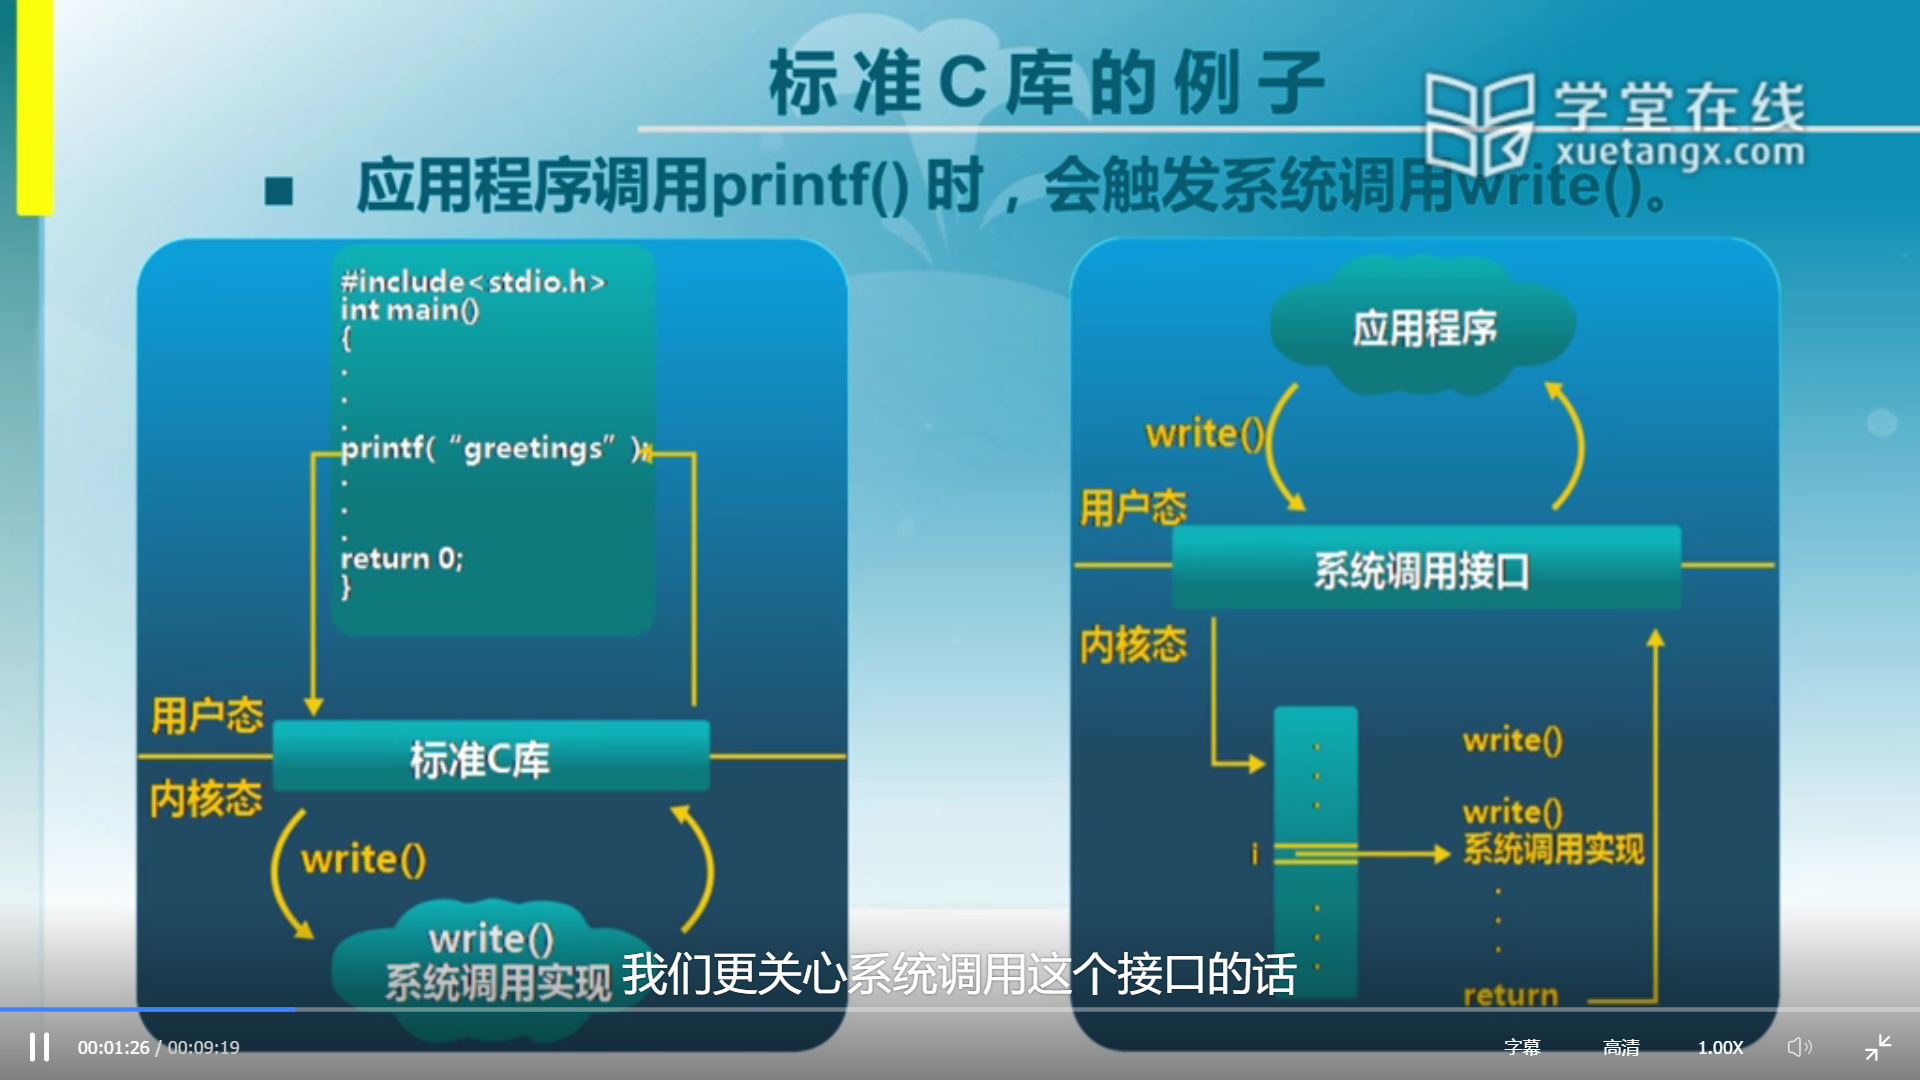 标准C库的例子
学堂在线
xuetangx.com
■ 应用程序调用printf() 时，会触发系统调用write()。
#include<stdio.h>
int main()
{
.
.
.
printf(“greetings”);
.
.
.
return 0;
}
用户态
标准C库
内核态
write()
write()
系统调用实现
应用程序
write()
用户态
系统调用接口
内核态
.
.
.
i
.
.
.
write()
write()
系统调用实现
.
.
.
return
我们更关心系统调用这个接口的话
00:01:26 / 00:09:19
字幕
高清
1.00X